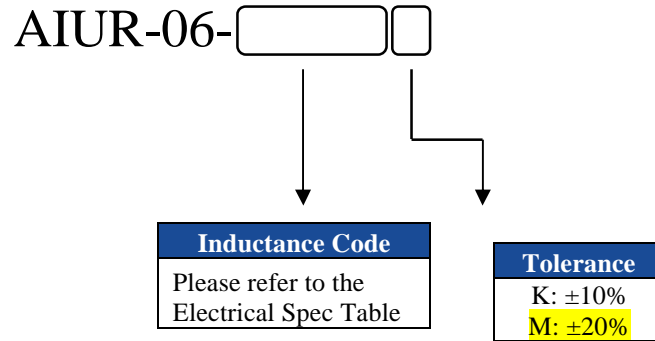 AIUR-06-
Inductance Code
Please refer to the
Electrical Spec Table
Tolerance
K: ±10%
M: ±20%